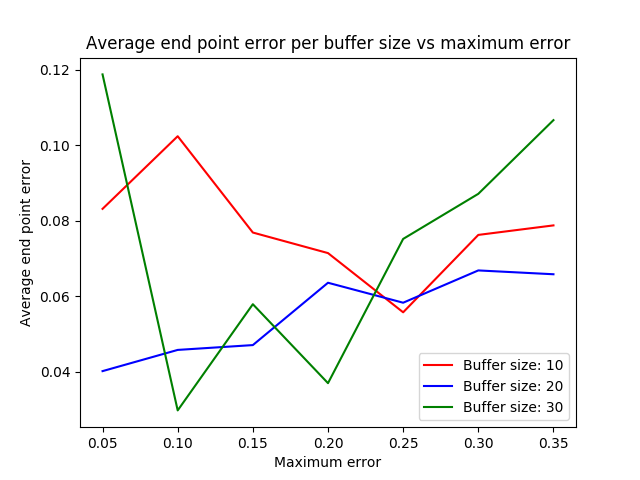 Average end point error per buffer size vs maximum error
0.12
0.10
0.08
0.06
0.04
Average end point error
Buffer size: 10
Buffer size: 20
Buffer size: 30
0.05 0.10 0.15 0.20 0.25 0.30 0.35
Maximum error